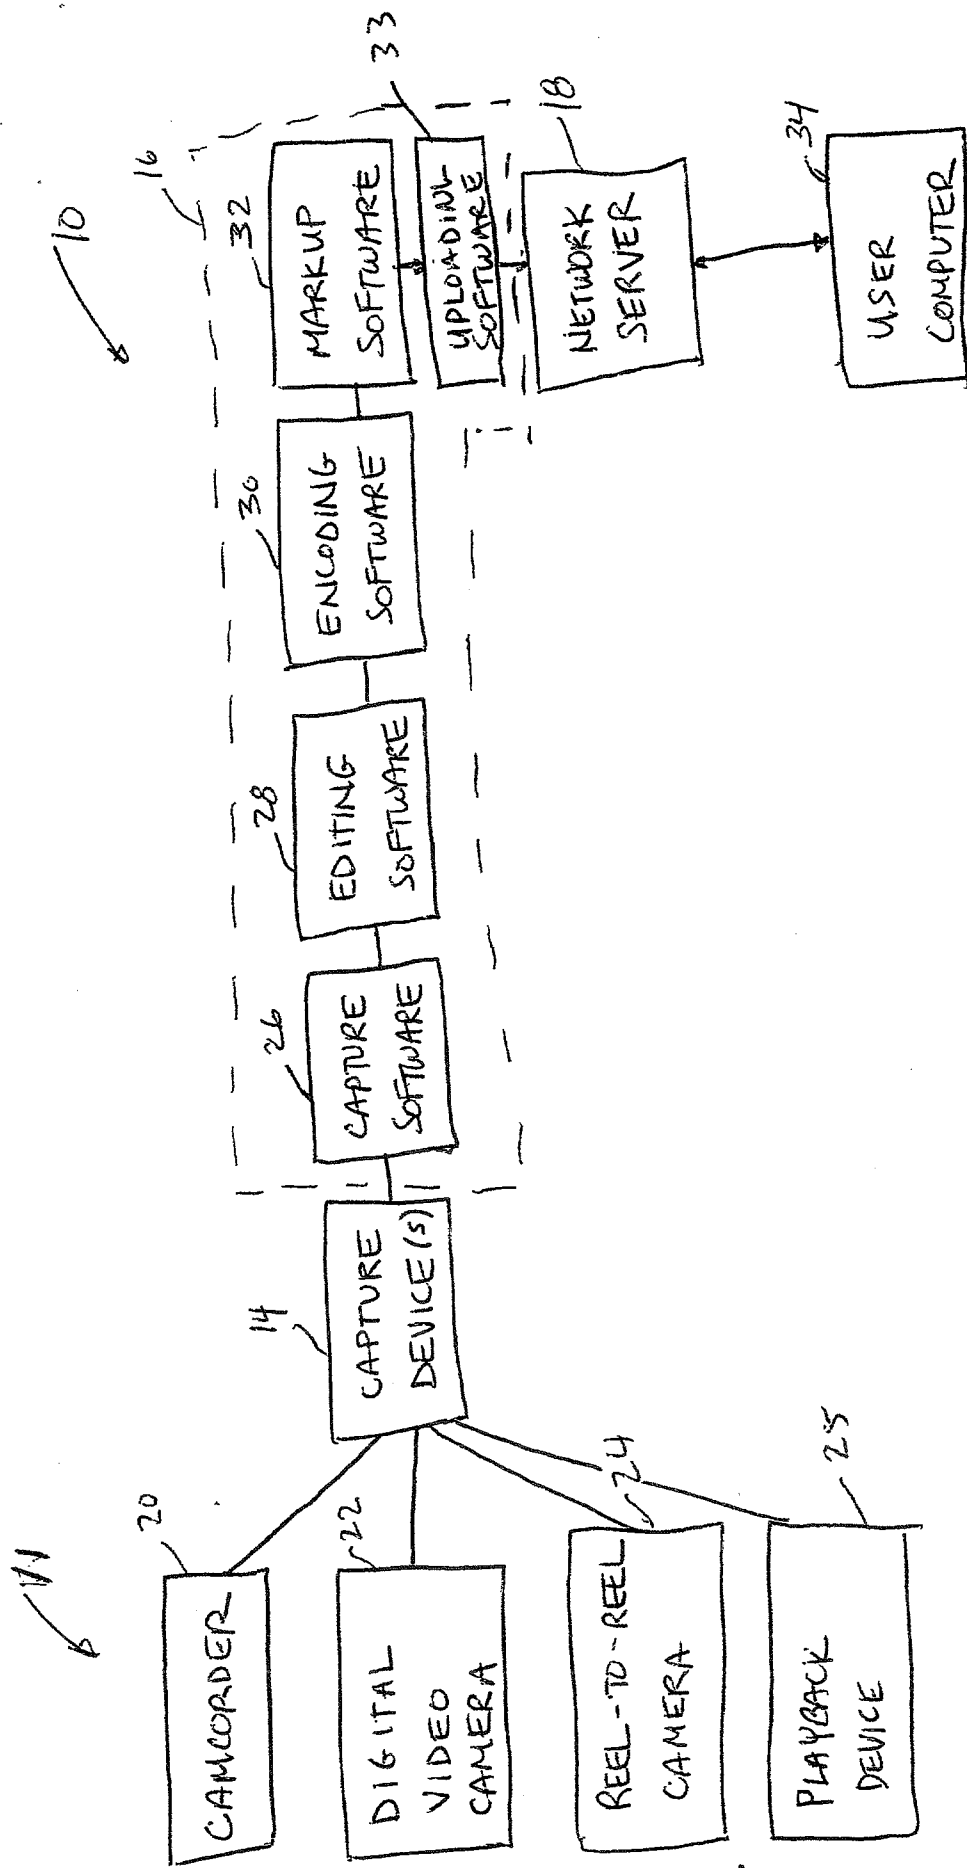 10
11
20
CAMCORDER
22
DIGITAL
VIDEO
CAMERA
24
REEL-TO-REEL
CAMERA
25
PLAYBACK
DEVICE
14
CAPTURE
DEVICE(S)
16
26
CAPTURE
SOFTWARE
28
EDITING
SOFTWARE
30
ENCODING
SOFTWARE
32
MARKUP
SOFTWARE
33
UPLOADING
SOFTWARE
18
NETWORK
SERVER
34
USER
COMPUTER